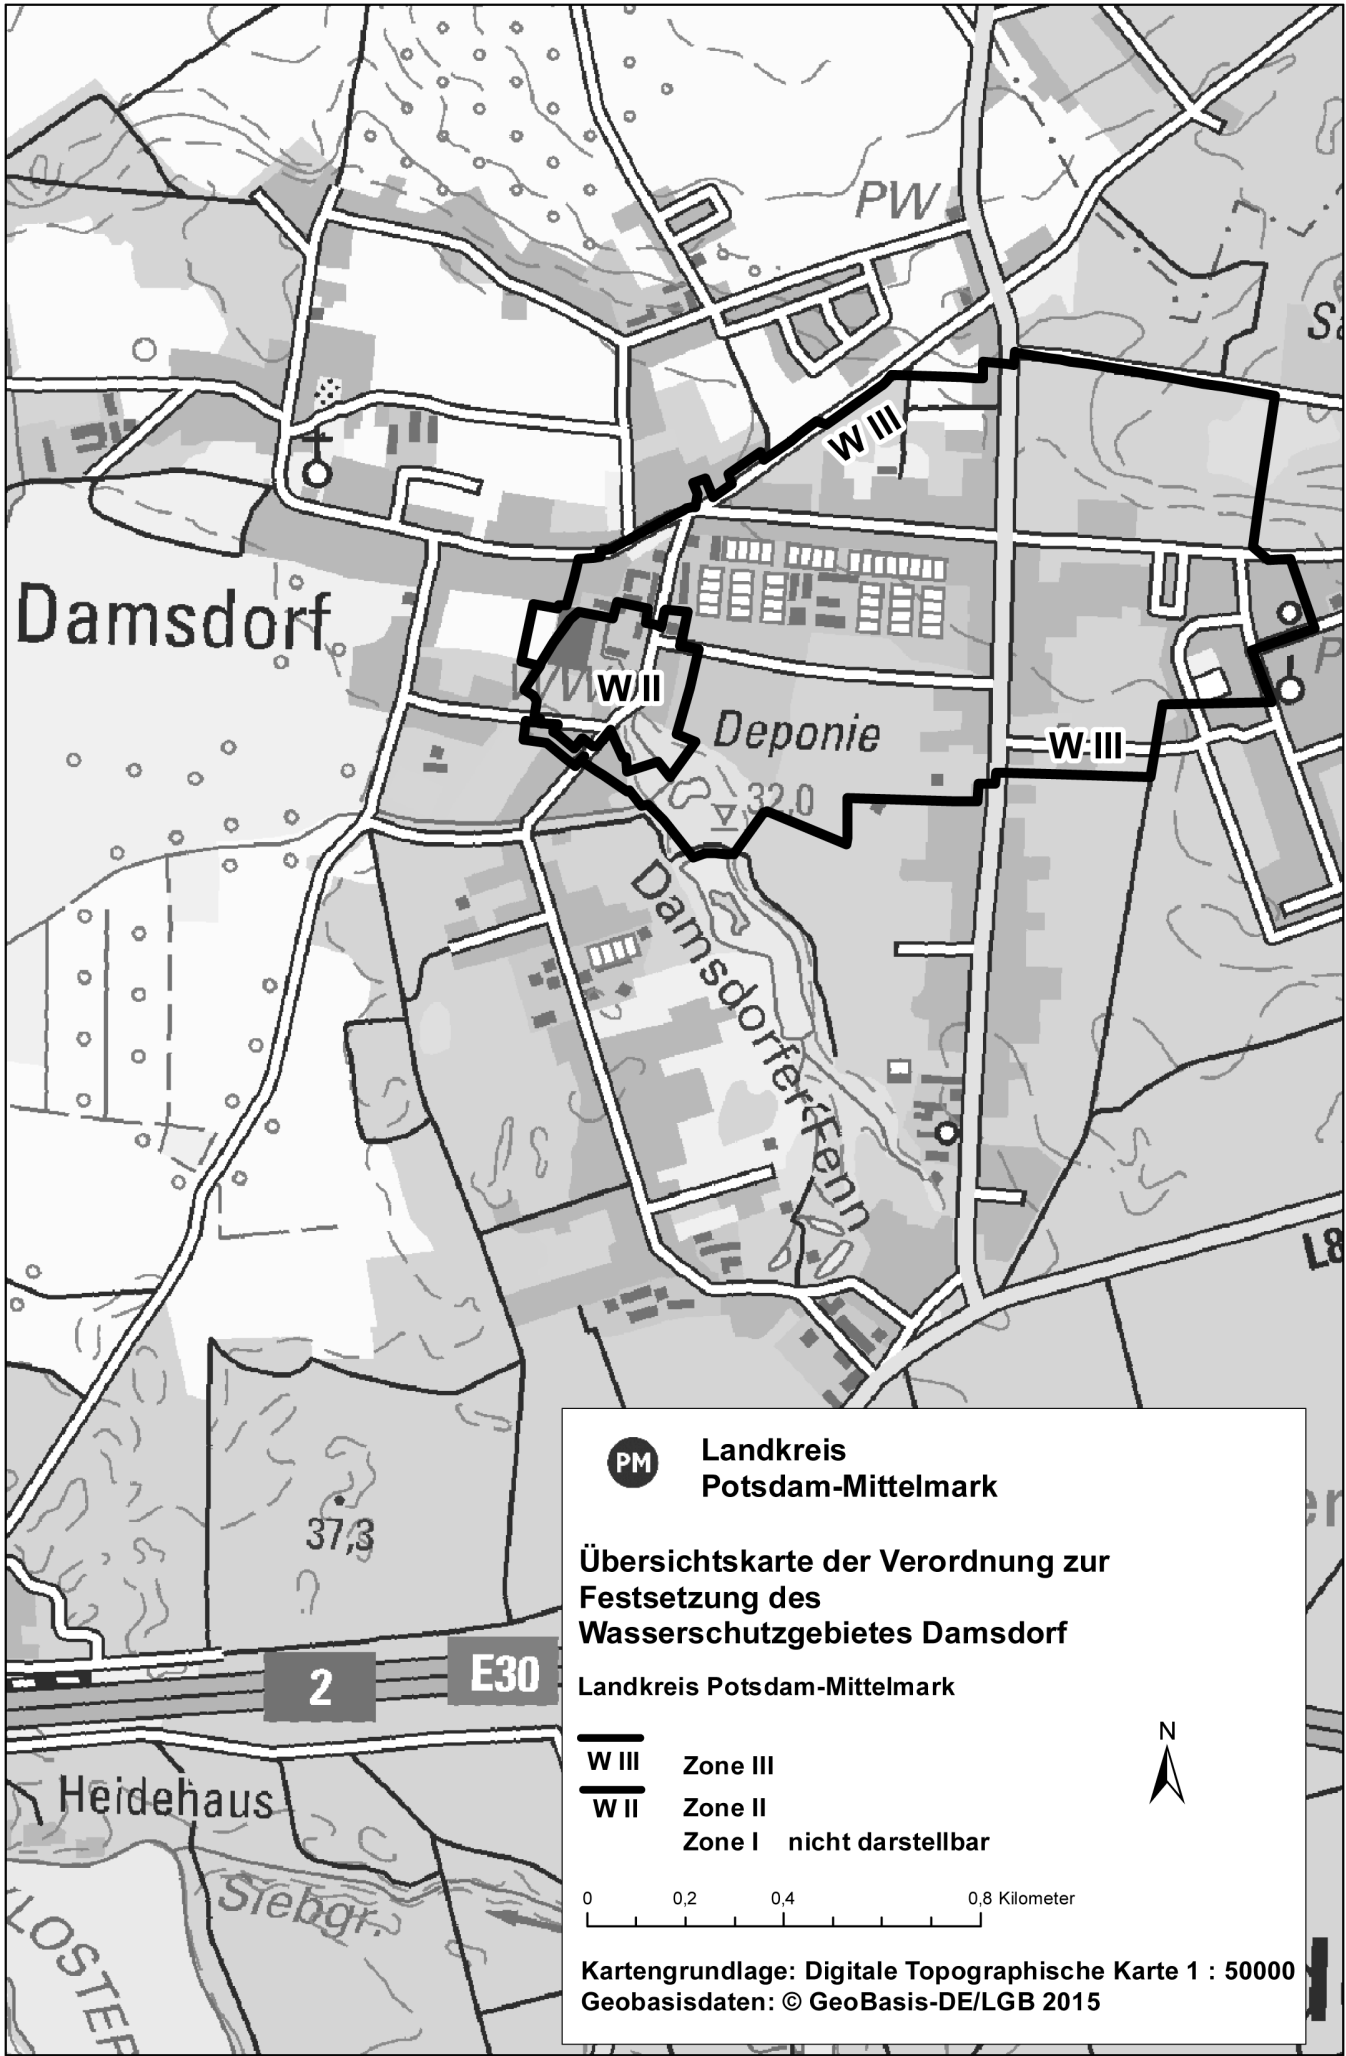 PW
W III
Damsdorf
W II
Deponie
W III
32,0
Damsdorfer Fenn
L8
37,3
2
E30
Heidehaus
Siebgr.
LOSTER
PM
Landkreis
Potsdam-Mittelmark
Übersichtskarte der Verordnung zur
Festsetzung des
Wasserschutzgebietes Damsdorf
Landkreis Potsdam-Mittelmark
W III Zone III
W II Zone II
Zone I nicht darstellbar
N
0 0,2 0,4 0,8 Kilometer
Kartengrundlage: Digitale Topographische Karte 1 : 50000
Geobasisdaten: © GeoBasis-DE/LGB 2015